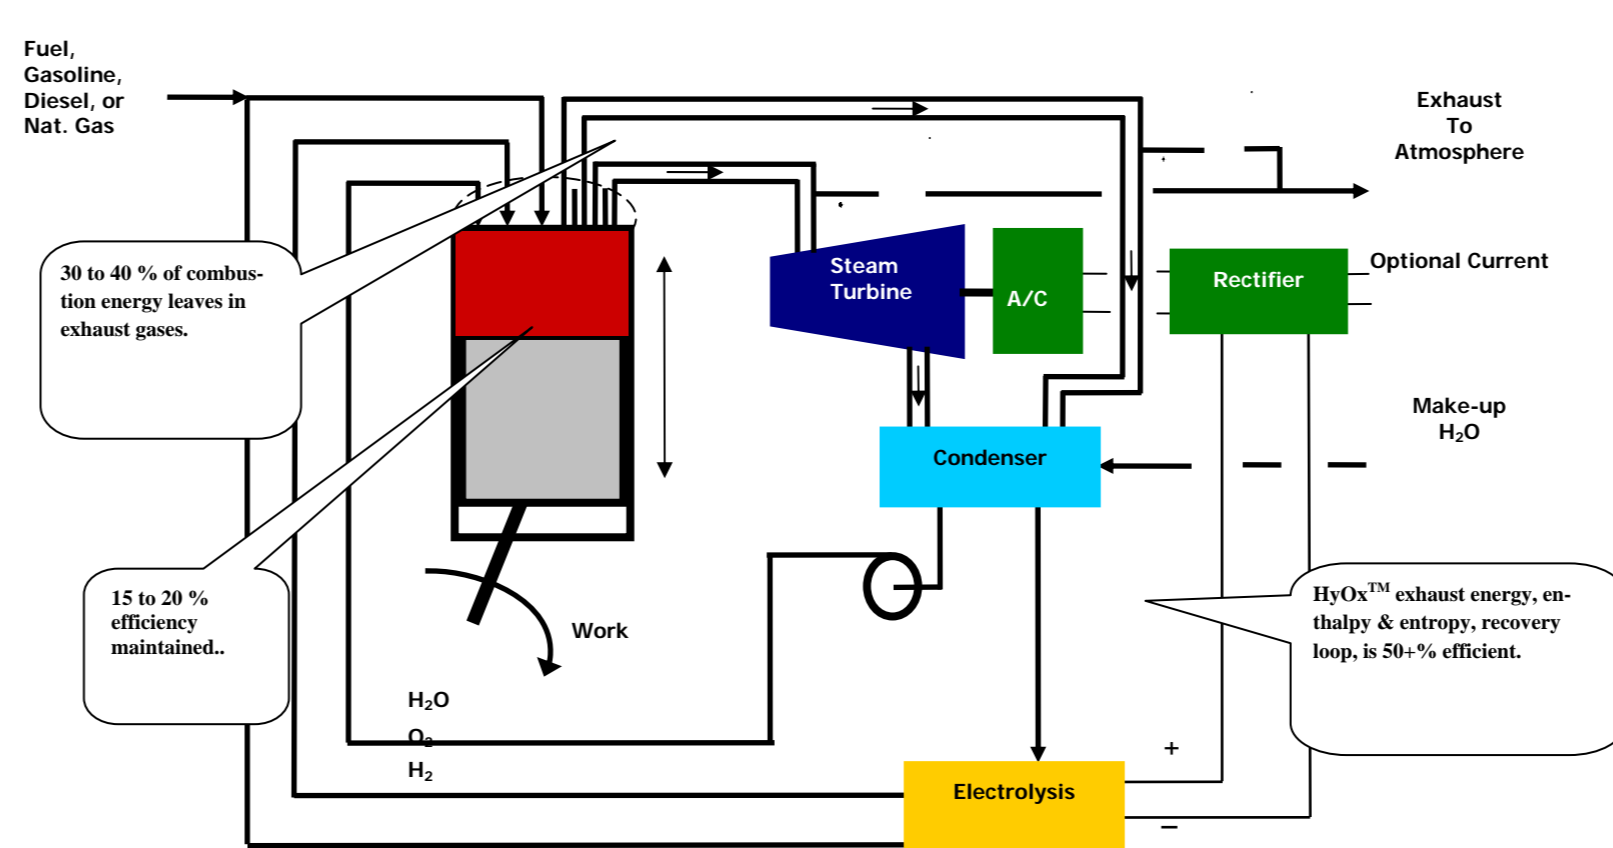 Fuel,
Gasoline,
Diesel, or
Nat. Gas
Exhaust
To
Atmosphere
30 to 40 % of combus-
tion energy leaves in
exhaust gases.
Steam
Turbine
A/C
Rectifier
Optional Current
Make-up
H₂O
Condenser
15 to 20 %
efficiency
maintained..
Work
HyOx™ exhaust energy, en-
thalpy & entropy, recovery
loop, is 50+% efficient.
H₂O
O₂
H₂
+
Electrolysis
–